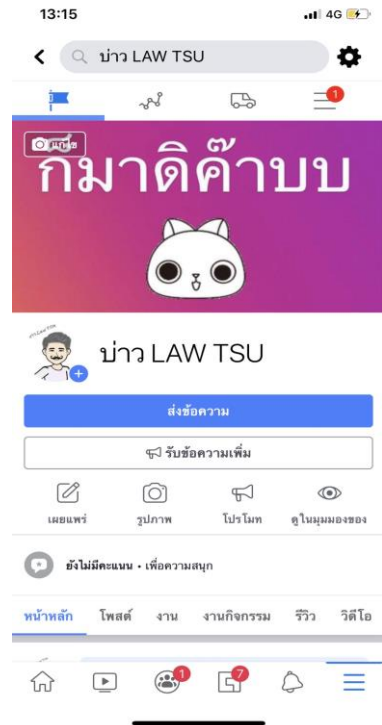 13:15
4G
บ่าว LAW TSU
1
แก้ไข
ก็มาดิค๊าบบ
บ่าว LAW TSU
ส่งข้อความ
รับข้อความเพิ่ม
เผยแพร่ รูปภาพ โปรโมท ดูในมุมมองของ
ยังไม่มีคะแนน · เพื่อความสนุก
หน้าหลัก โพสต์ งาน งานกิจกรรม รีวิว วิดีโอ
1 7